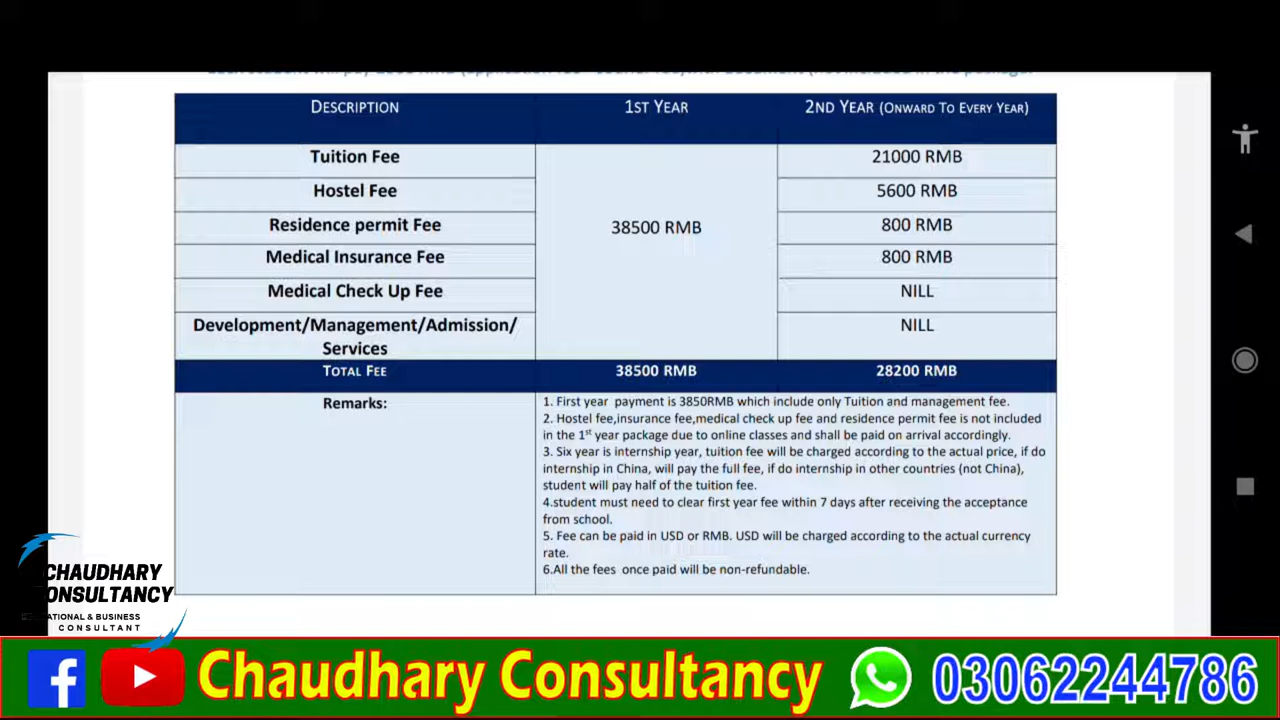 DESCRIPTION 1ST YEAR 2ND YEAR (ONWARD TO EVERY YEAR)
Tuition Fee 21000 RMB
Hostel Fee 5600 RMB
Residence permit Fee 38500 RMB 800 RMB
Medical Insurance Fee 800 RMB
Medical Check Up Fee NILL
Development/Management/Admission/ NILL
Services
TOTAL FEE 38500 RMB 28200 RMB
Remarks:
1. First year payment is 3850RMB which include only Tuition and management fee.
2. Hostel fee,insurance fee,medical check up fee and residence permit fee is not included
in the 1st year package due to online classes and shall be paid on arrival accordingly.
3. Six year is internship year, tuition fee will be charged according to the actual price, if do
internship in China, will pay the full fee, if do internship in other countries (not China),
student will pay half of the tuition fee.
4.student must need to clear first year fee within 7 days after receiving the acceptance
from school.
5. Fee can be paid in USD or RMB. USD will be charged according to the actual currency
rate.
6.All the fees once paid will be non-refundable.
CHAUDHARY
CONSULTANCY
ATIONAL & BUSINESS
CONSULTANT
Chaudhary Consultancy 03062244786